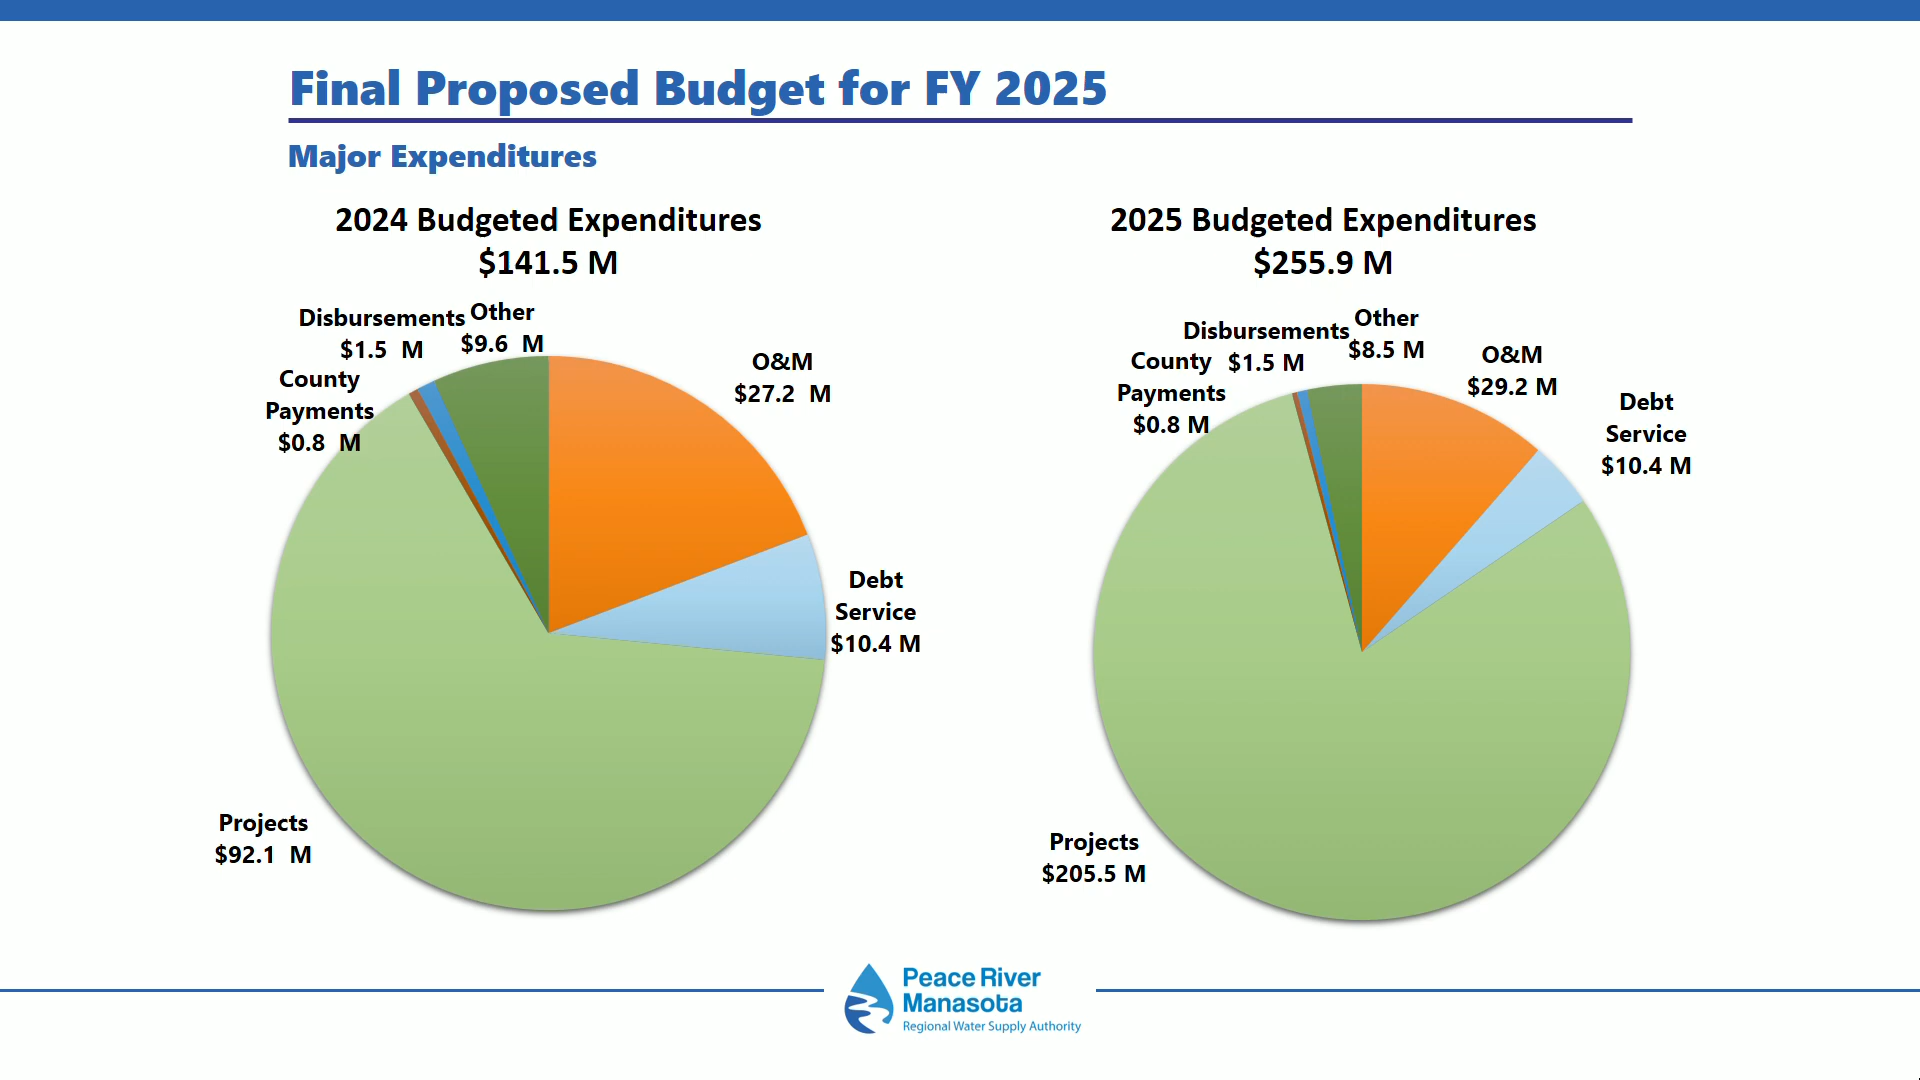 Final Proposed Budget for FY 2025
Major Expenditures
2024 Budgeted Expenditures
$141.5 M
Disbursements
$1.5 M
Other
$9.6 M
County
Payments
$0.8 M
O&M
$27.2 M
Debt
Service
$10.4 M
Projects
$92.1 M
2025 Budgeted Expenditures
$255.9 M
Disbursements
$1.5 M
Other
$8.5 M
County
Payments
$0.8 M
O&M
$29.2 M
Debt
Service
$10.4 M
Projects
$205.5 M
Peace River
Manasota
Regional Water Supply Authority